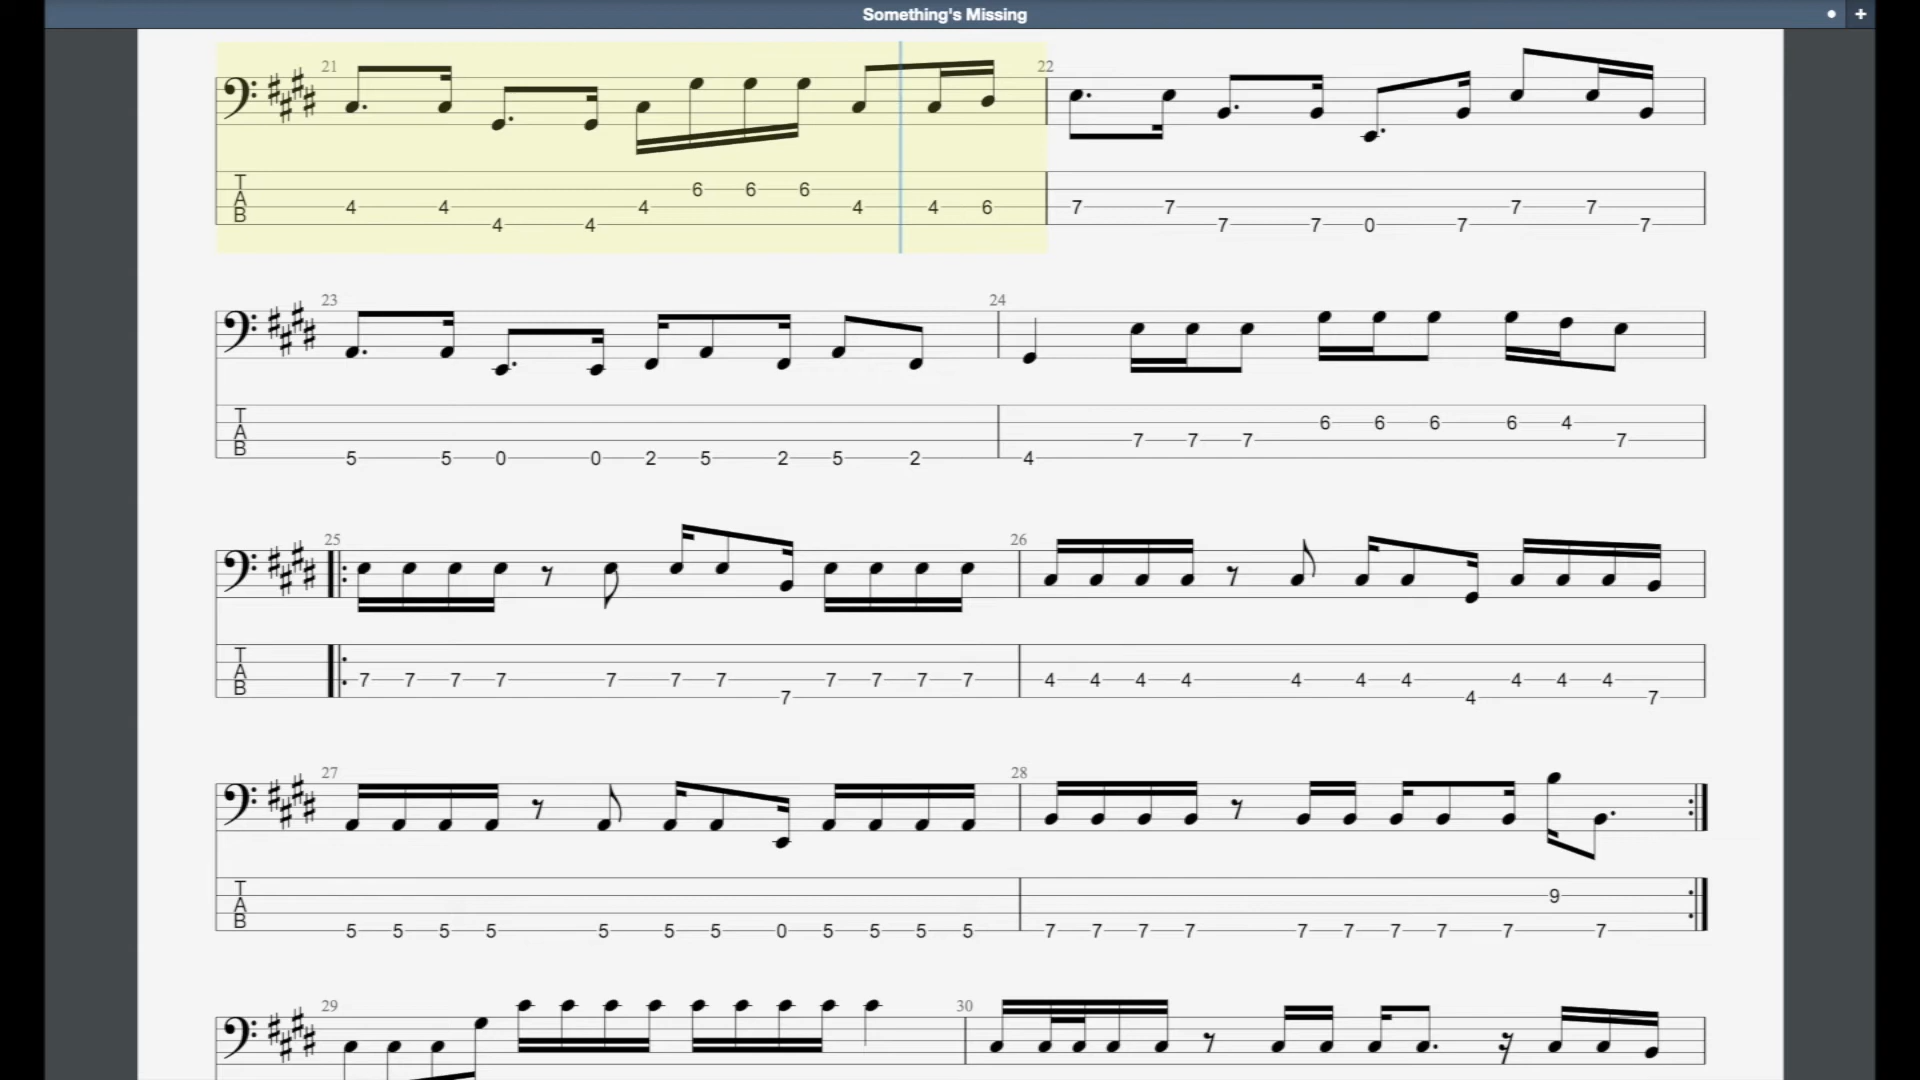 Something's Missing
+
21 22
T A B 4 4 4 4 4 6 6 6 4 4 6 7 7 7 7 0 7 7 7 7
23 24
T A B 5 5 0 0 2 5 2 5 2 4 7 7 7 6 6 6 6 4 7
25 26
T A B 7 7 7 7 7 7 7 7 7 7 7 7 4 4 4 4 4 4 4 4 4 4 4 7
27 28
T A B 5 5 5 5 5 5 5 0 5 5 5 5 7 7 7 7 7 7 7 7 7 9 7
29 30